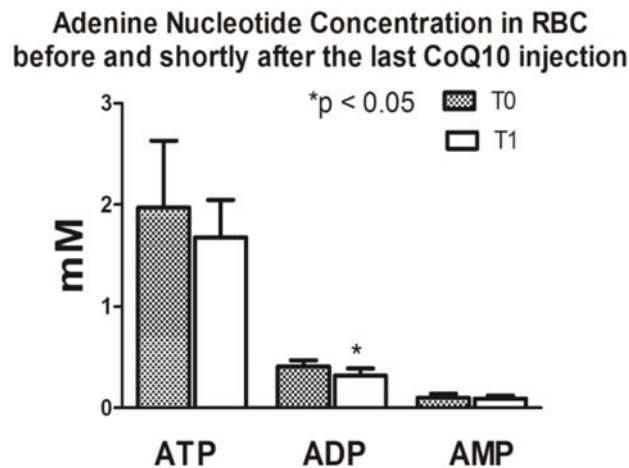 Adenine Nucleotide Concentration in RBC
before and shortly after the last CoQ10 injection
*p < 0.05
T0
T1
mM
3
2
1
0
*
ATP ADP AMP